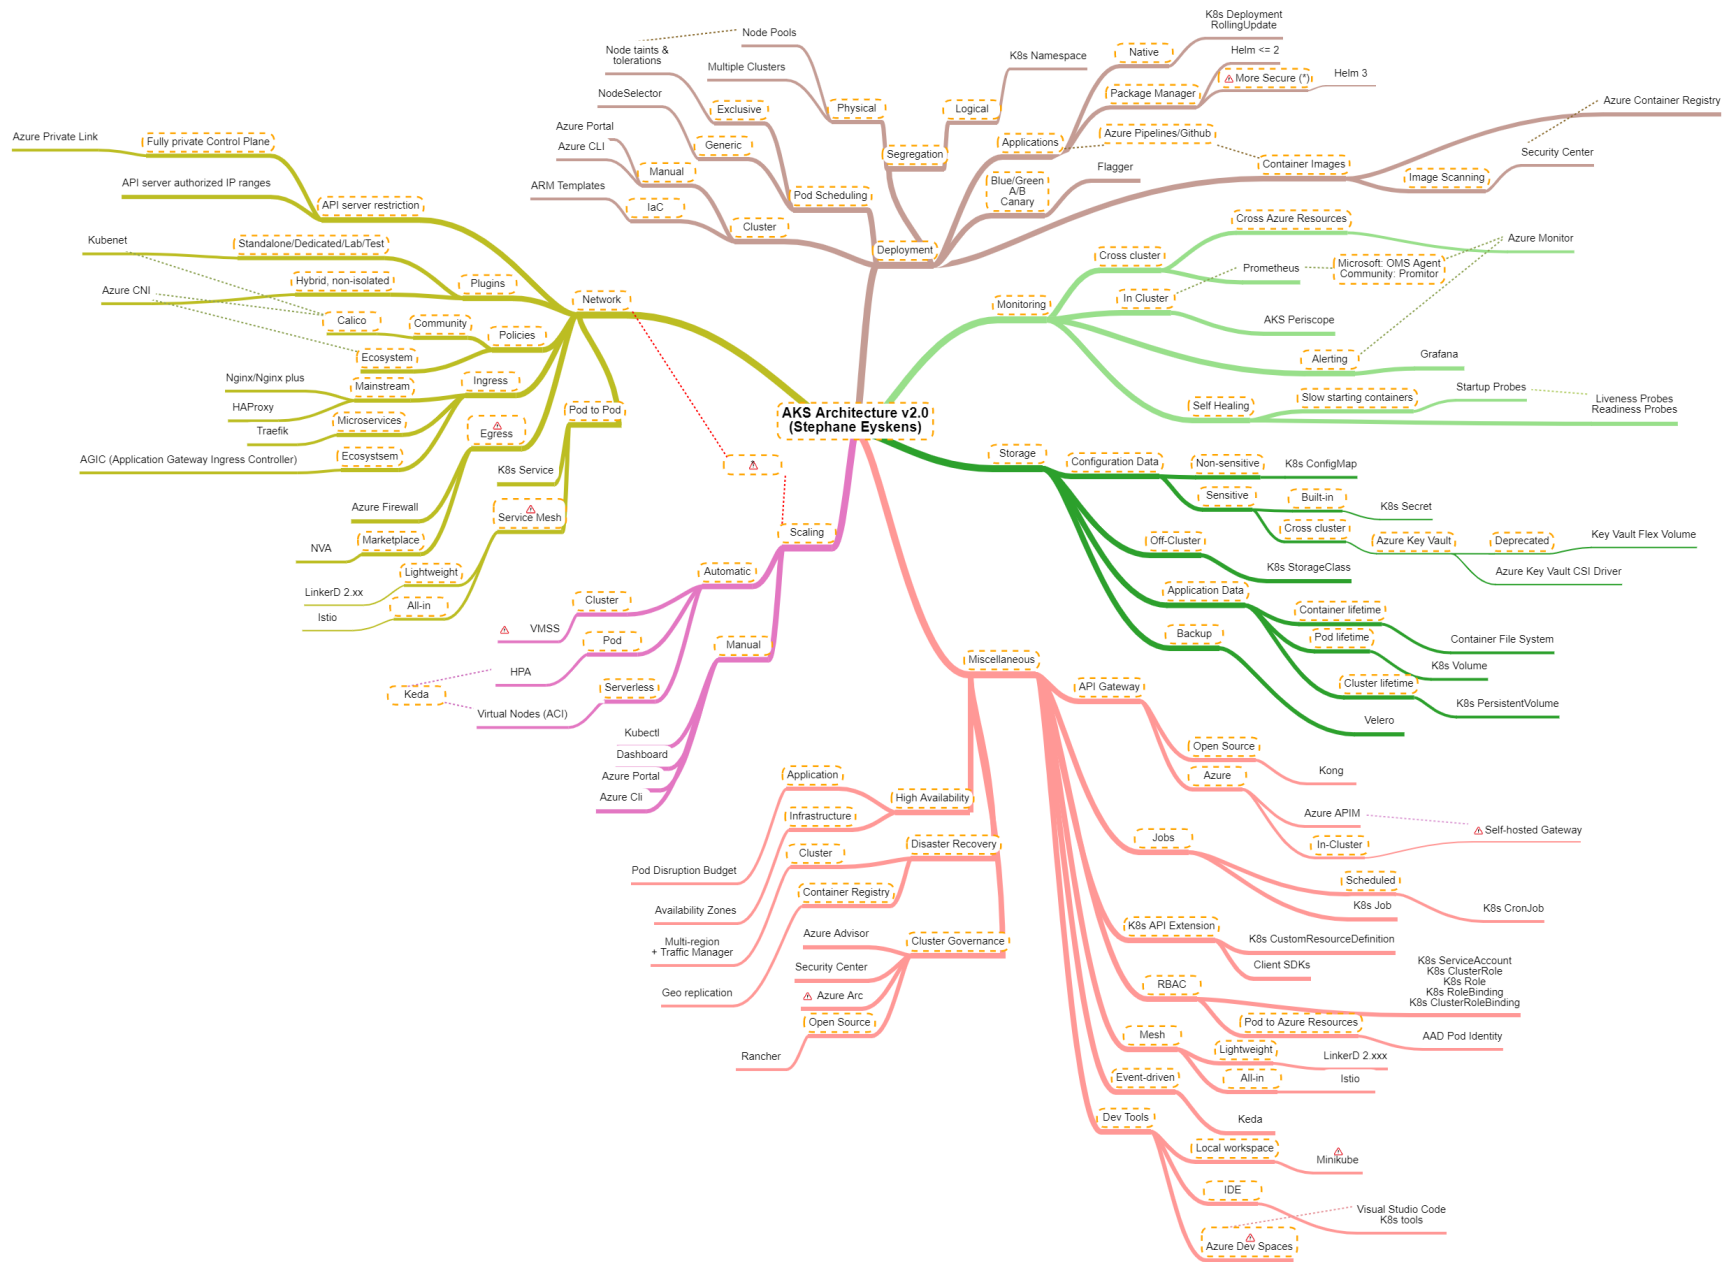 AKS Architecture v2.0
(Stephane Eyskens)
Deployment
Segregation
Physical
Node Pools
Multiple Clusters
Logical
K8s Namespace
Pod Scheduling
Exclusive
Node taints &
tolerations
Generic
NodeSelector
Cluster
Manual
Azure Portal
Azure CLI
IaC
ARM Templates
Applications
Native
K8s Deployment
RollingUpdate
Package Manager
Helm <= 2
More Secure (*)
Helm 3
Azure Pipelines/Github
Blue/Green
A/B
Canary
Flagger
Container Images
Azure Container Registry
Image Scanning
Security Center
Monitoring
Cross cluster
Cross Azure Resources
Azure Monitor
Prometheus
Microsoft: OMS Agent
Community: Promitor
In Cluster
AKS Periscope
Alerting
Grafana
Self Healing
Slow starting containers
Startup Probes
Liveness Probes
Readiness Probes
Storage
Configuration Data
Non-sensitive
K8s ConfigMap
Sensitive
Built-in
K8s Secret
Cross cluster
Azure Key Vault
Deprecated
Key Vault Flex Volume
Azure Key Vault CSI Driver
Off-Cluster
K8s StorageClass
Application Data
Container lifetime
Container File System
Pod lifetime
K8s Volume
Cluster lifetime
K8s PersistentVolume
Backup
Velero
Miscellaneous
API Gateway
Open Source
Kong
Azure
Azure APIM
Self-hosted Gateway
In-Cluster
Jobs
Scheduled
K8s CronJob
K8s Job
K8s API Extension
K8s CustomResourceDefinition
Client SDKs
RBAC
K8s ServiceAccount
K8s ClusterRole
K8s Role
K8s RoleBinding
K8s ClusterRoleBinding
Pod to Azure Resources
AAD Pod Identity
Mesh
Lightweight
LinkerD 2.xxx
All-in
Istio
Event-driven
Keda
Dev Tools
Local workspace
Minikube
IDE
Visual Studio Code
K8s tools
Azure Dev Spaces
High Availability
Application
Pod Disruption Budget
Infrastructure
Availability Zones
Disaster Recovery
Cluster
Multi-region
+ Traffic Manager
Container Registry
Geo replication
Cluster Governance
Azure Advisor
Security Center
Azure Arc
Open Source
Rancher
Scaling
Automatic
Cluster
VMSS
Pod
HPA
Keda
Serverless
Virtual Nodes (ACI)
Manual
Kubectl
Dashboard
Azure Portal
Azure Cli
Network
API server restriction
Fully private Control Plane
Azure Private Link
API server authorized IP ranges
Plugins
Standalone/Dedicated/Lab/Test
Kubenet
Hybrid, non-isolated
Azure CNI
Policies
Community
Calico
Ecosystem
Ingress
Mainstream
Nginx/Nginx plus
HAProxy
Microservices
Traefik
Ecosystsem
AGIC (Application Gateway Ingress Controller)
Egress
Azure Firewall
Marketplace
NVA
Pod to Pod
K8s Service
Service Mesh
Lightweight
LinkerD 2.xx
All-in
Istio